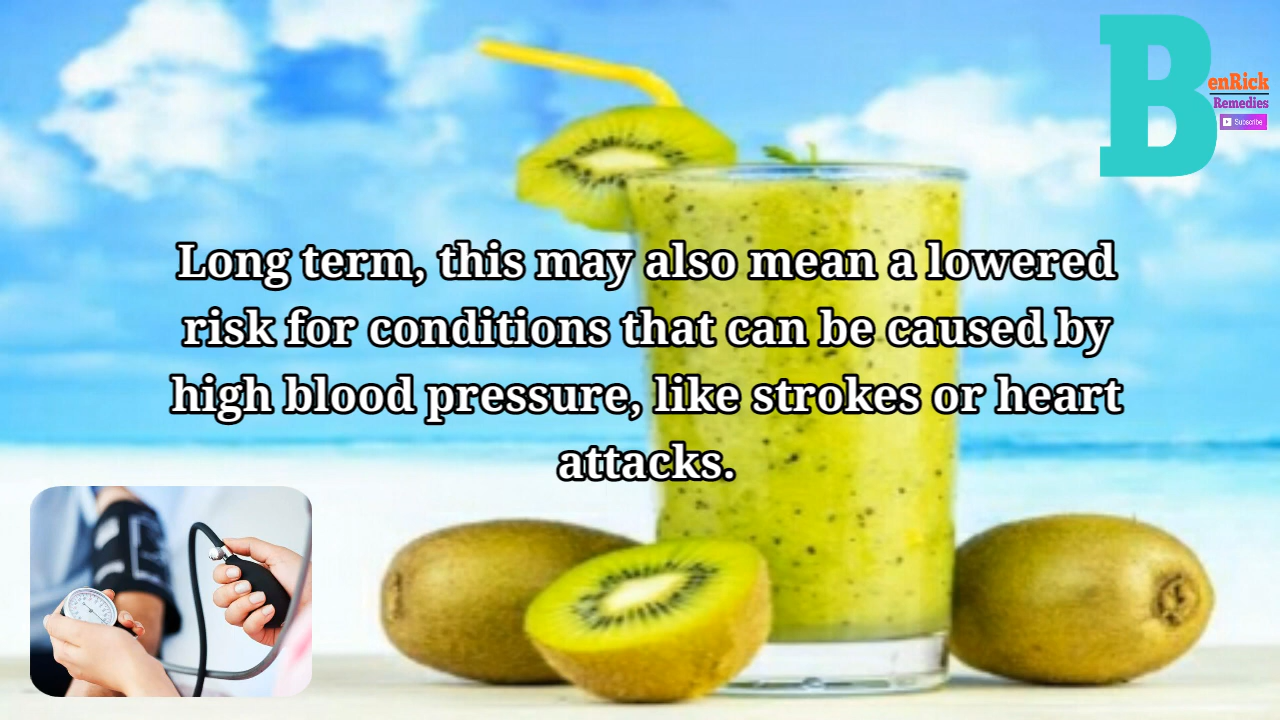 BenRick
Remedies
Subscribe
Long term, this may also mean a lowered
risk for conditions that can be caused by
high blood pressure, like strokes or heart
attacks.